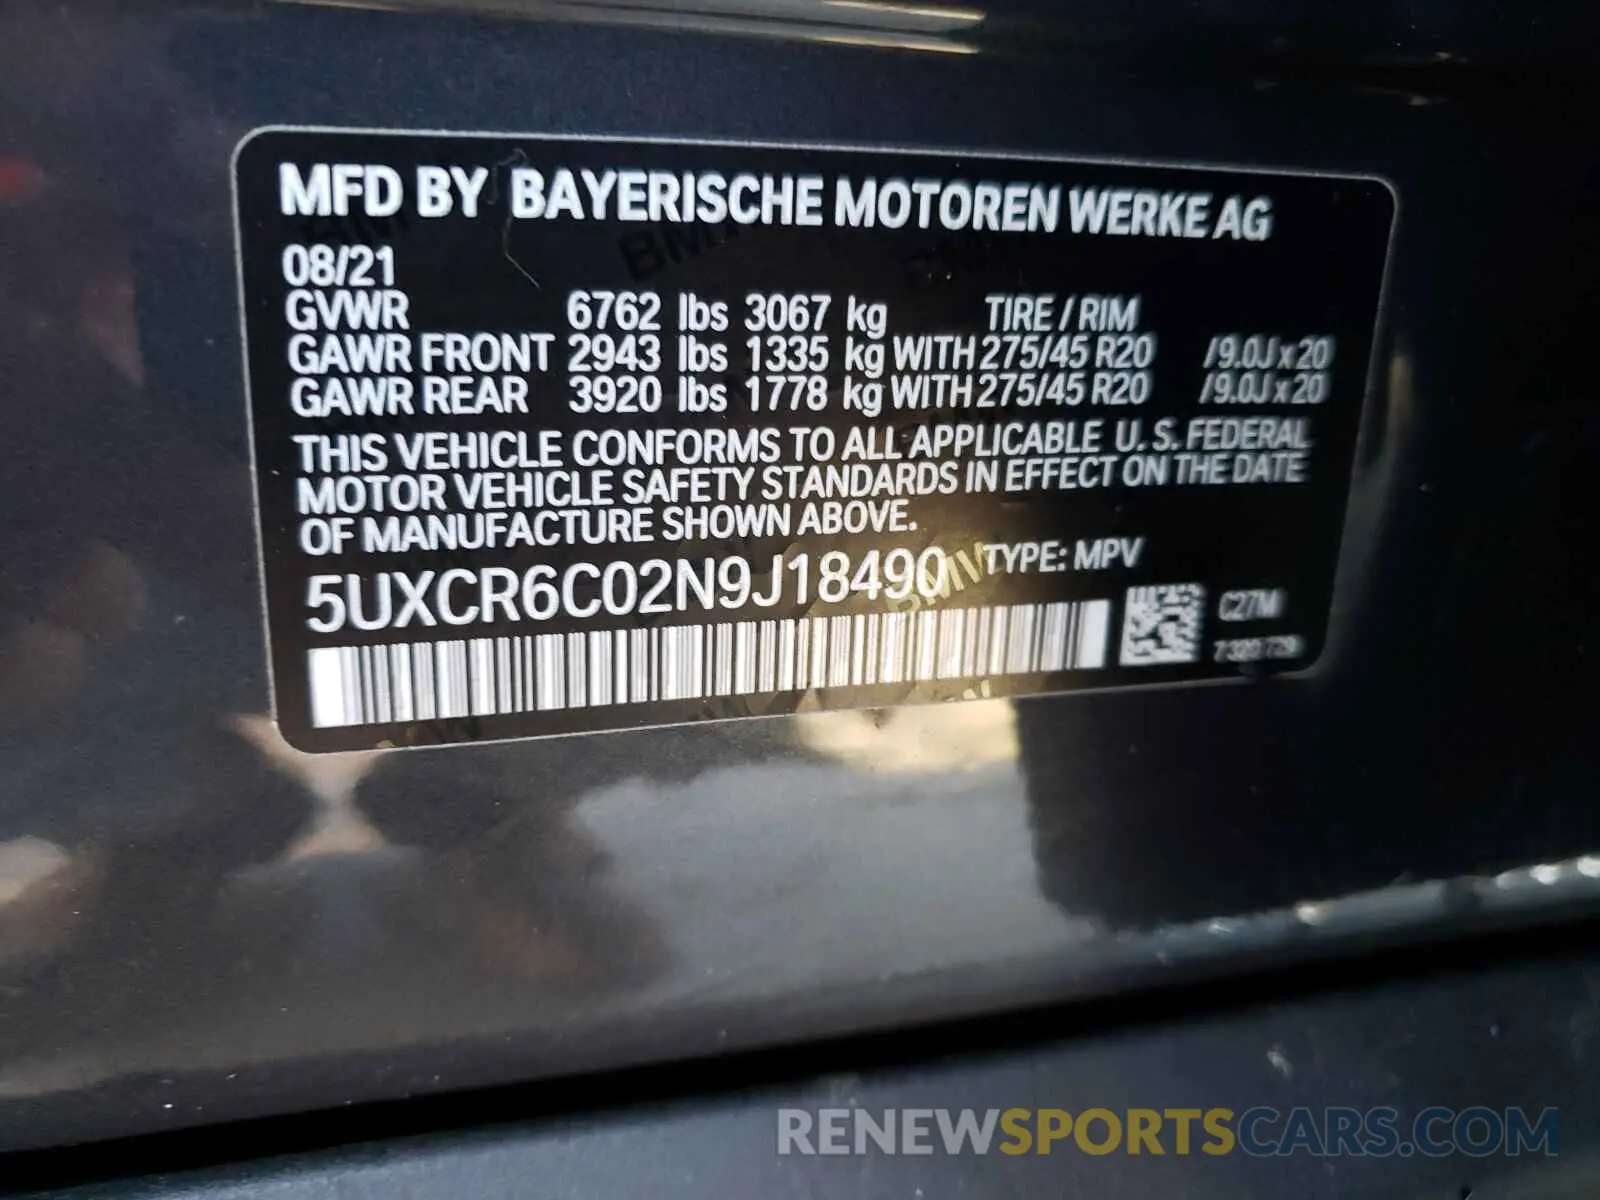 MFD BY BAYERISCHE MOTOREN WERKE AG
08/21
GVWR 6762 lbs 3067 kg TIRE / RIM
GAWR FRONT 2943 lbs 1335 kg WITH 275/45 R20 /9.0J x 20
GAWR REAR 3920 lbs 1778 kg WITH 275/45 R20 /9.0J x 20
THIS VEHICLE CONFORMS TO ALL APPLICABLE U.S. FEDERAL
MOTOR VEHICLE SAFETY STANDARDS IN EFFECT ON THE DATE
OF MANUFACTURE SHOWN ABOVE.
5UXCR6C02N9J18490 TYPE: MPV
C27M
7 320 729
RENEWSPORTSCARS.COM